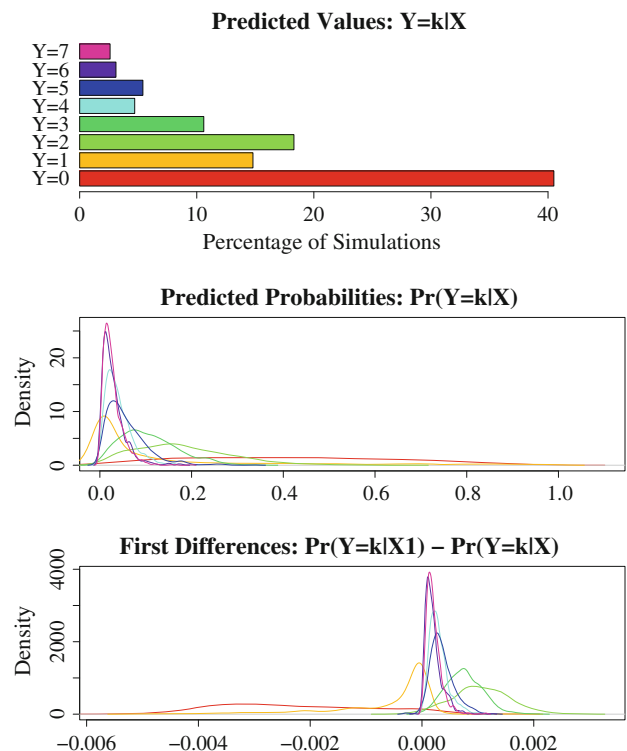 Predicted Values: Y=k|X
Y=7
Y=6
Y=5
Y=4
Y=3
Y=2
Y=1
Y=0
0 10 20 30 40
Percentage of Simulations
Predicted Probabilities: Pr(Y=k|X)
Density
0 10 20
0.0 0.2 0.4 0.6 0.8 1.0
First Differences: Pr(Y=k|X1) − Pr(Y=k|X)
Density
0 2000 4000
−0.006 −0.004 −0.002 0.000 0.002